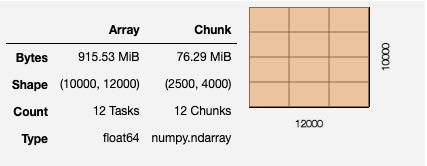 Array Chunk
Bytes 915.53 MiB 76.29 MiB
Shape (10000, 12000) (2500, 4000)
Count 12 Tasks 12 Chunks
Type float64 numpy.ndarray
10000
12000